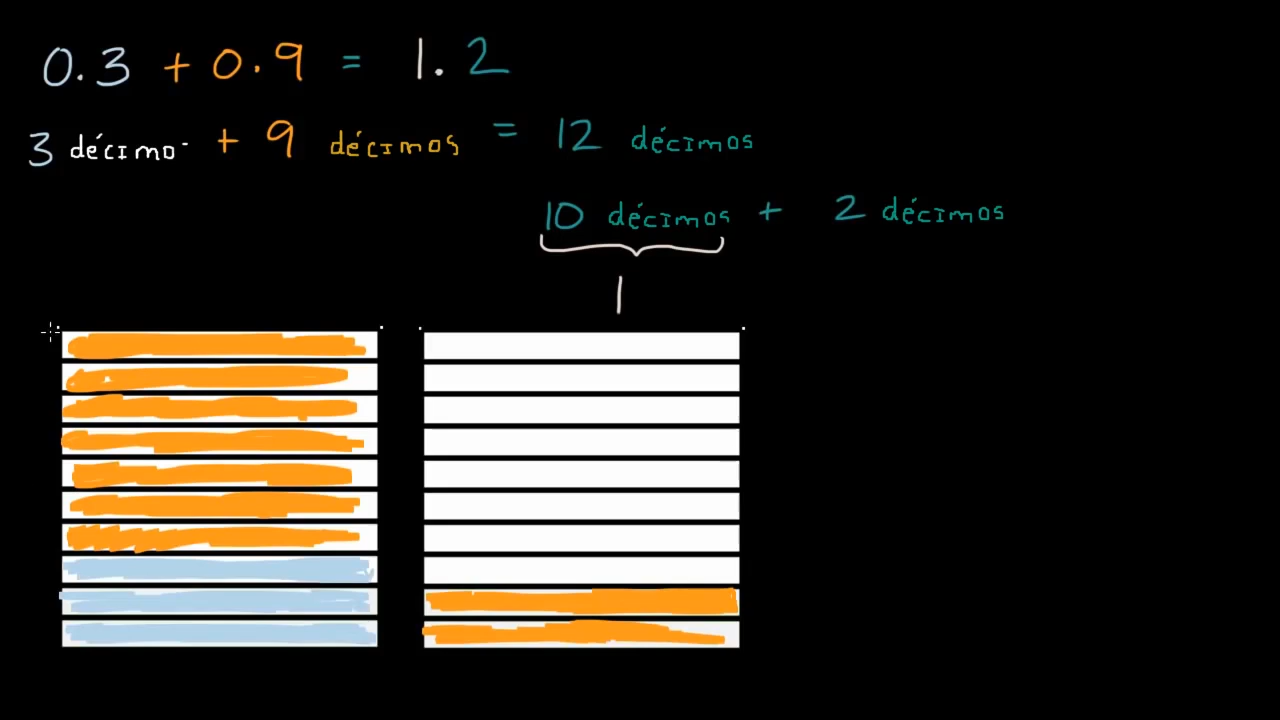 0.3 + 0.9 = 1.2
3 décimo + 9 décimos = 12 décimos
10 décimos + 2 décimos
1